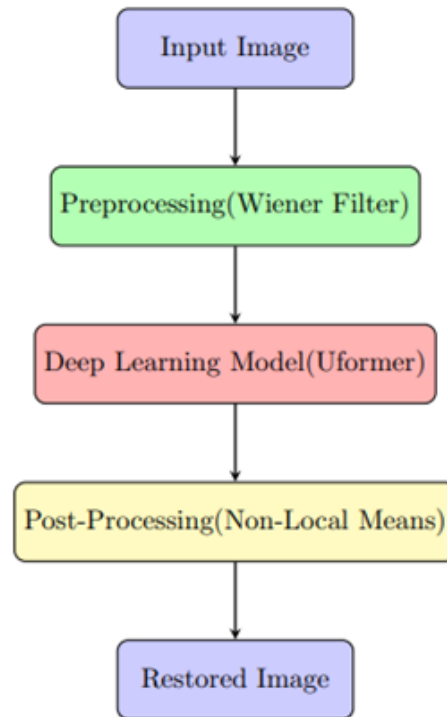 Input Image
Preprocessing(Wiener Filter)
Deep Learning Model(Uformer)
Post-Processing(Non-Local Means)
Restored Image